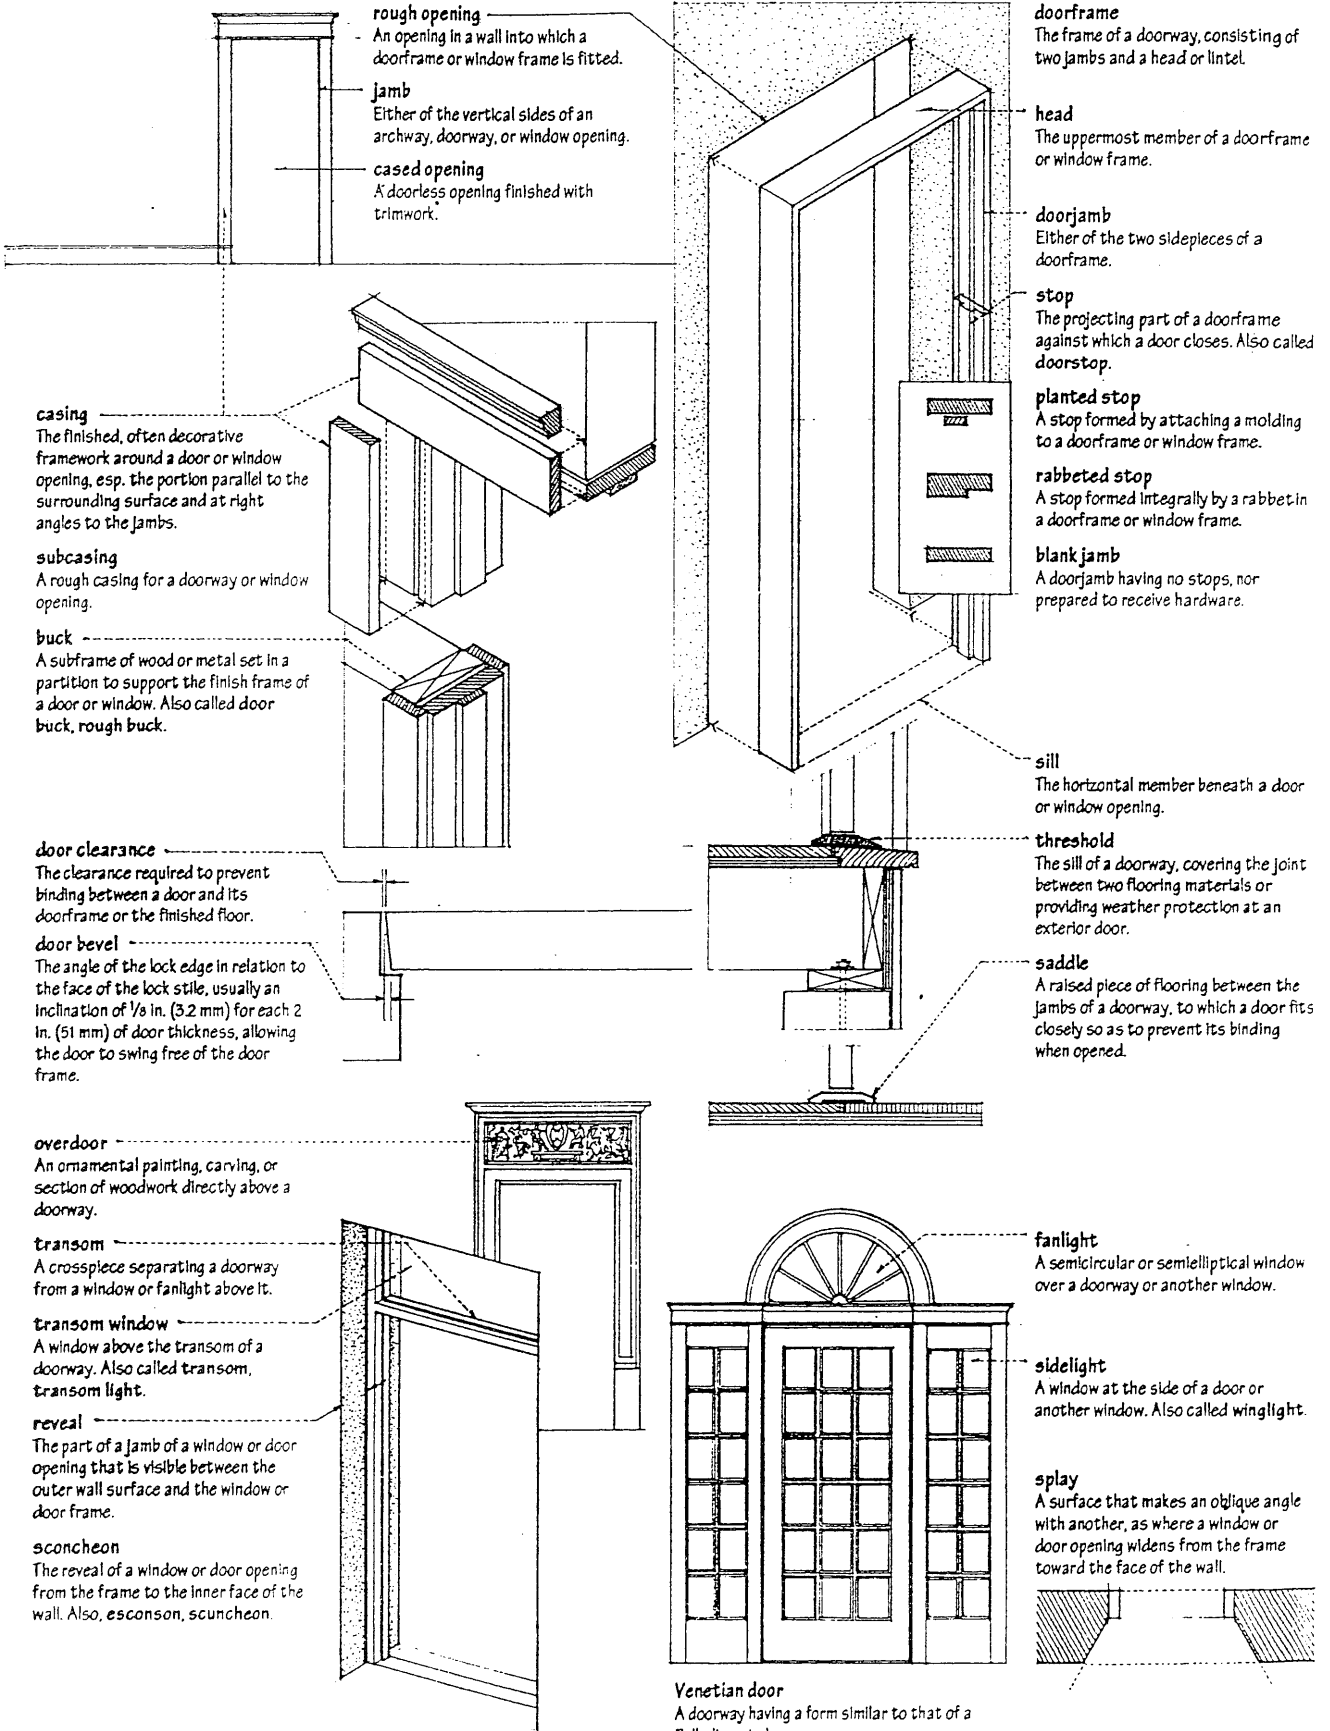 rough opening
An opening in a wall into which a
doorframe or window frame is fitted.
jamb
Either of the vertical sides of an
archway, doorway, or window opening.
cased opening
A doorless opening finished with
trimwork.
casing
The finished, often decorative
framework around a door or window
opening, esp. the portion parallel to the
surrounding surface and at right
angles to the jambs.
subcasing
A rough casing for a doorway or window
opening.
buck
A subframe of wood or metal set in a
partition to support the finish frame of
a door or window. Also called door
buck, rough buck.
door clearance
The clearance required to prevent
binding between a door and its
doorframe or the finished floor.
door bevel
The angle of the lock edge in relation to
the face of the lock stile, usually an
inclination of 1/8 in. (3.2 mm) for each 2
in. (51 mm) of door thickness, allowing
the door to swing free of the door
frame.
overdoor
An ornamental painting, carving, or
section of woodwork directly above a
doorway.
transom
A crosspiece separating a doorway
from a window or fanlight above it.
transom window
A window above the transom of a
doorway. Also called transom,
transom light.
reveal
The part of a jamb of a window or door
opening that is visible between the
outer wall surface and the window or
door frame.
sconcheon
The reveal of a window or door opening
from the frame to the inner face of the
wall. Also, esconson, scuncheon.
doorframe
The frame of a doorway, consisting of
two jambs and a head or lintel.
head
The uppermost member of a doorframe
or window frame.
doorjamb
Either of the two sidepieces of a
doorframe.
stop
The projecting part of a doorframe
against which a door closes. Also called
doorstop.
planted stop
A stop formed by attaching a molding
to a doorframe or window frame.
rabbeted stop
A stop formed integrally by a rabbet in
a doorframe or window frame.
blank jamb
A doorjamb having no stops, nor
prepared to receive hardware.
sill
The horizontal member beneath a door
or window opening.
threshold
The sill of a doorway, covering the joint
between two flooring materials or
providing weather protection at an
exterior door.
saddle
A raised piece of flooring between the
jambs of a doorway, to which a door fits
closely so as to prevent its binding
when opened.
fanlight
A semicircular or semielliptical window
over a doorway or another window.
sidelight
A window at the side of a door or
another window. Also called winglight.
splay
A surface that makes an oblique angle
with another, as where a window or
door opening widens from the frame
toward the face of the wall.
Venetian door
A doorway having a form similar to that of a